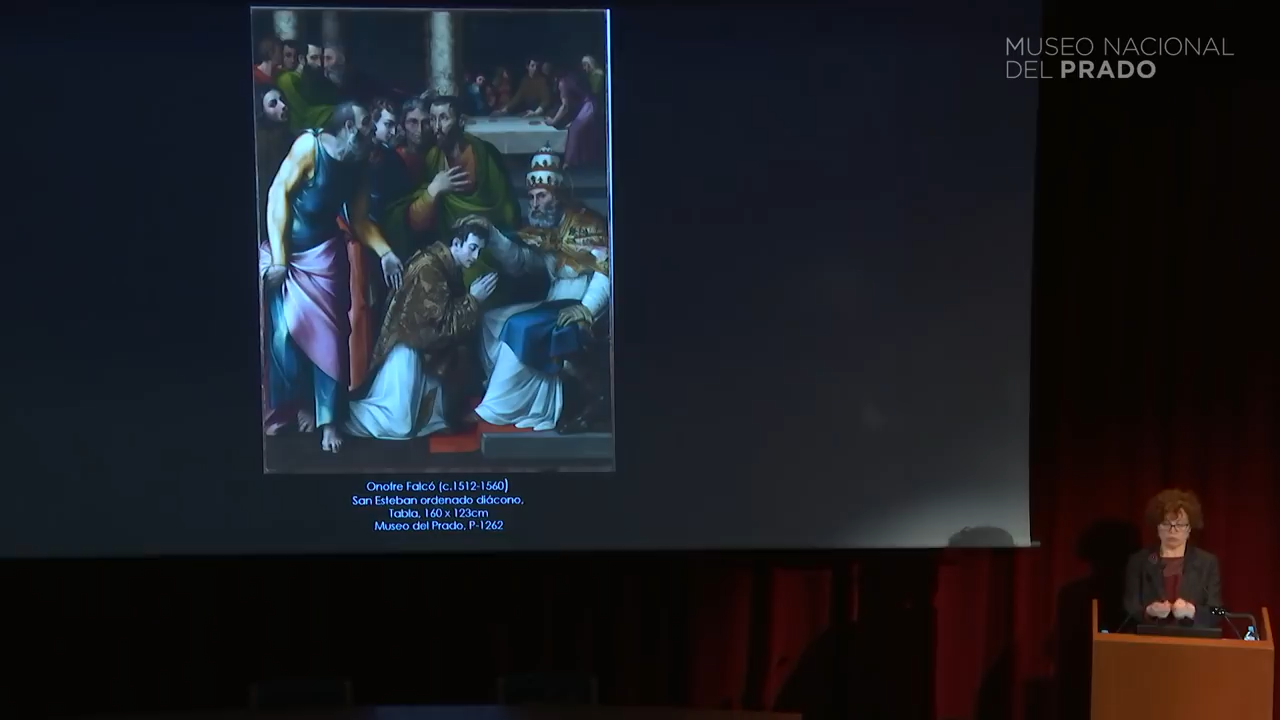 MUSEO NACIONAL
DEL PRADO
Onofre Falcó (c.1512-1560)
San Esteban ordenado diácono,
Tabla, 160 x 123cm
Museo del Prado, P-1262